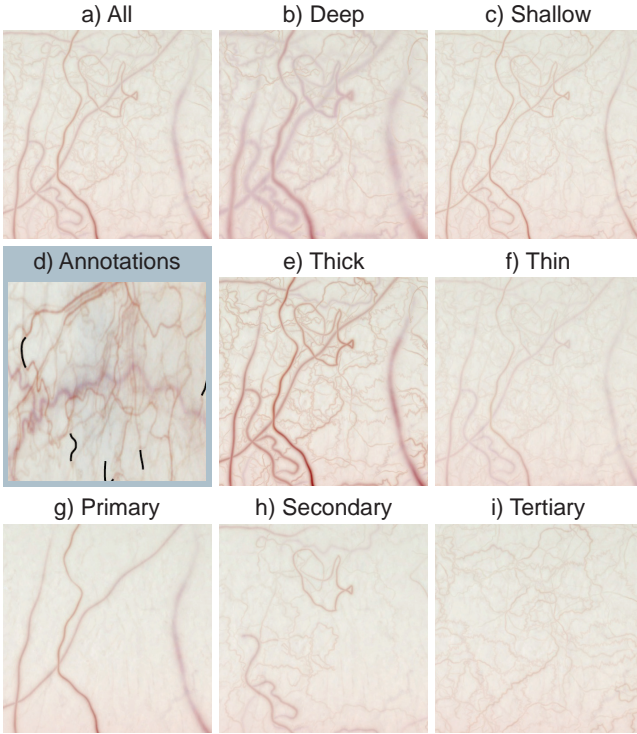 a) All
b) Deep
c) Shallow
d) Annotations
e) Thick
f) Thin
g) Primary
h) Secondary
i) Tertiary